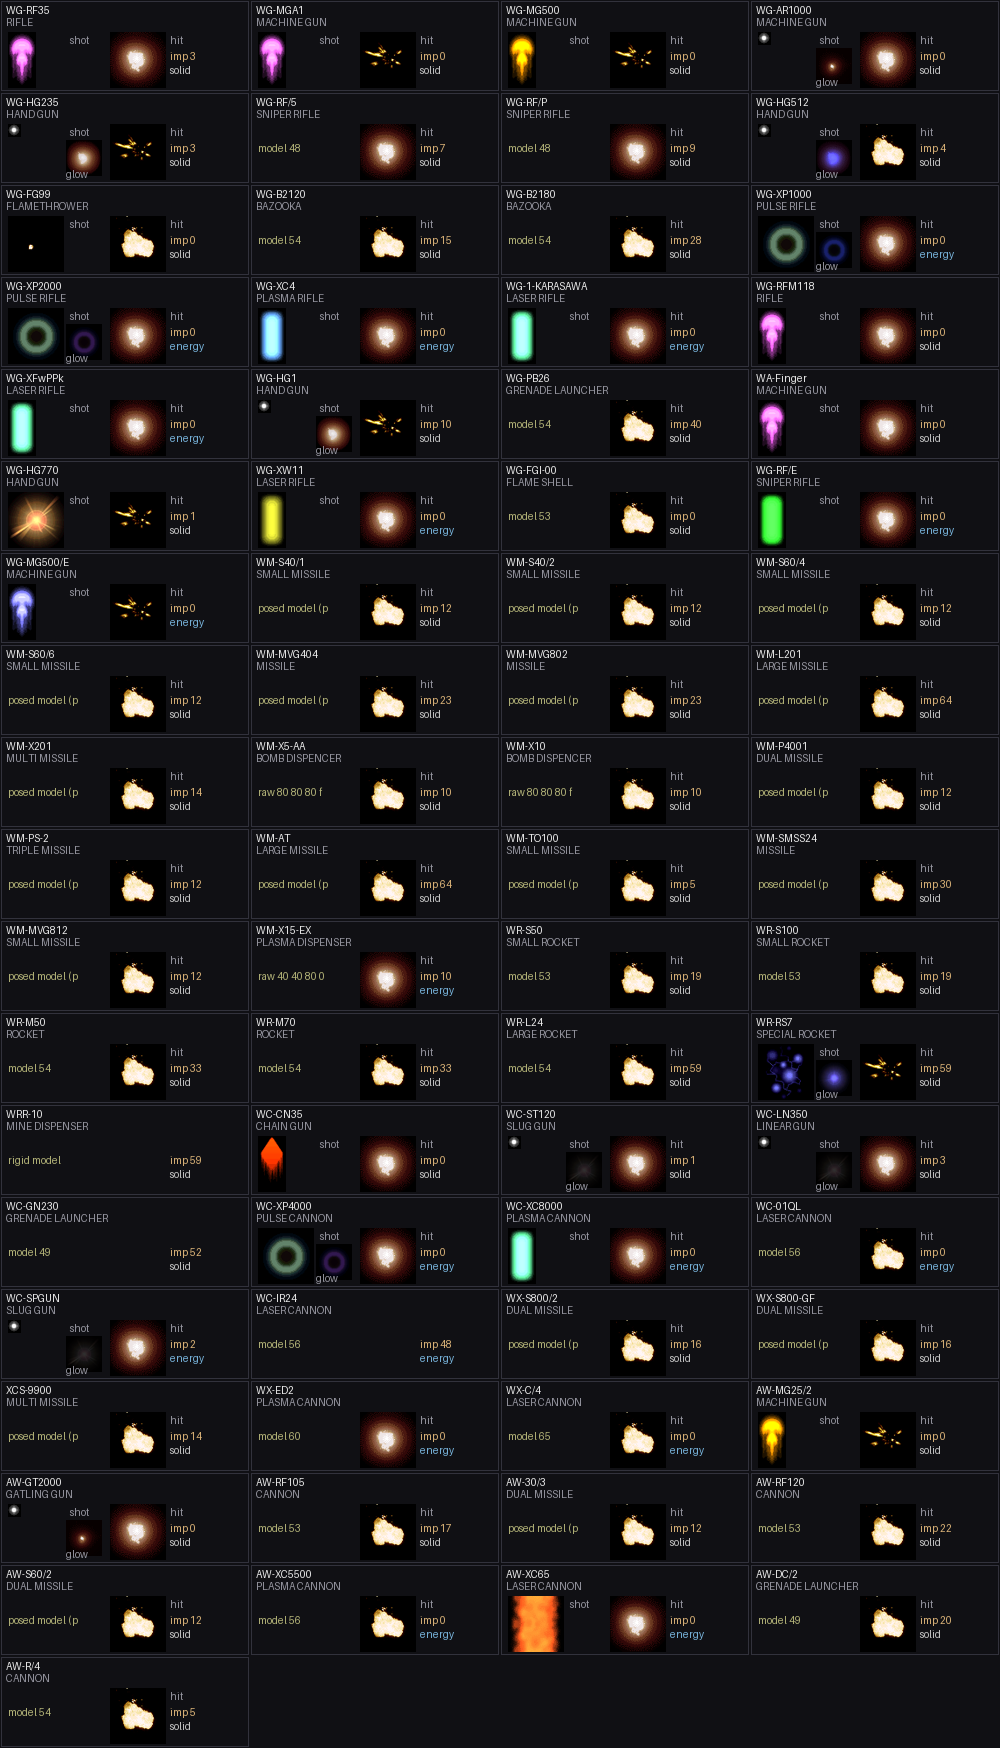 WG-RF35
RIFLE
shot
hit
imp 3
solid
WG-MGA1
MACHINE GUN
shot
hit
imp 0
solid
WG-MG500
MACHINE GUN
shot
hit
imp 0
solid
WG-AR1000
MACHINE GUN
shot
glow
hit
imp 0
solid
WG-HG235
HAND GUN
shot
glow
hit
imp 3
solid
WG-RF/5
SNIPER RIFLE
model 48
hit
imp 7
solid
WG-RF/P
SNIPER RIFLE
model 48
hit
imp 9
solid
WG-HG512
HAND GUN
shot
glow
hit
imp 4
solid
WG-FG99
FLAMETHROWER
shot
hit
imp 0
solid
WG-B2120
BAZOOKA
model 54
hit
imp 15
solid
WG-B2180
BAZOOKA
model 54
hit
imp 28
solid
WG-XP1000
PULSE RIFLE
shot
glow
hit
imp 0
energy
WG-XP2000
PULSE RIFLE
shot
glow
hit
imp 0
energy
WG-XC4
PLASMA RIFLE
shot
hit
imp 0
energy
WG-1-KARASAWA
LASER RIFLE
shot
hit
imp 0
energy
WG-RFM118
RIFLE
shot
hit
imp 0
solid
WG-XFwPPk
LASER RIFLE
shot
hit
imp 0
energy
WG-HG1
HAND GUN
shot
glow
hit
imp 10
solid
WG-PB26
GRENADE LAUNCHER
model 54
hit
imp 40
solid
WA-Finger
MACHINE GUN
shot
hit
imp 0
solid
WG-HG770
HAND GUN
shot
hit
imp 1
solid
WG-XW11
LASER RIFLE
shot
hit
imp 0
energy
WG-FGI-00
FLAME SHELL
model 53
hit
imp 0
solid
WG-RF/E
SNIPER RIFLE
shot
hit
imp 0
energy
WG-MG500/E
MACHINE GUN
shot
hit
imp 0
energy
WM-S40/1
SMALL MISSILE
posed model (p
hit
imp 12
solid
WM-S40/2
SMALL MISSILE
posed model (p
hit
imp 12
solid
WM-S60/4
SMALL MISSILE
posed model (p
hit
imp 12
solid
WM-S60/6
SMALL MISSILE
posed model (p
hit
imp 12
solid
WM-MVG404
MISSILE
posed model (p
hit
imp 23
solid
WM-MVG802
MISSILE
posed model (p
hit
imp 23
solid
WM-L201
LARGE MISSILE
posed model (p
hit
imp 64
solid
WM-X201
MULTI MISSILE
posed model (p
hit
imp 14
solid
WM-X5-AA
BOMB DISPENCER
raw 80 80 80 f
hit
imp 10
solid
WM-X10
BOMB DISPENCER
raw 80 80 80 f
hit
imp 10
solid
WM-P4001
DUAL MISSILE
posed model (p
hit
imp 12
solid
WM-PS-2
TRIPLE MISSILE
posed model (p
hit
imp 12
solid
WM-AT
LARGE MISSILE
posed model (p
hit
imp 64
solid
WM-TO100
SMALL MISSILE
posed model (p
hit
imp 5
solid
WM-SMSS24
MISSILE
posed model (p
hit
imp 30
solid
WM-MVG812
SMALL MISSILE
posed model (p
hit
imp 12
solid
WM-X15-EX
PLASMA DISPENSER
raw 40 40 80 0
hit
imp 10
energy
WR-S50
SMALL ROCKET
model 53
hit
imp 19
solid
WR-S100
SMALL ROCKET
model 53
hit
imp 19
solid
WR-M50
ROCKET
model 54
hit
imp 33
solid
WR-M70
ROCKET
model 54
hit
imp 33
solid
WR-L24
LARGE ROCKET
model 54
hit
imp 59
solid
WR-RS7
SPECIAL ROCKET
shot
glow
hit
imp 59
solid
WRR-10
MINE DISPENSER
rigid model
imp 59
solid
WC-CN35
CHAIN GUN
shot
hit
imp 0
solid
WC-ST120
SLUG GUN
shot
glow
hit
imp 1
solid
WC-LN350
LINEAR GUN
shot
glow
hit
imp 3
solid
WC-GN230
GRENADE LAUNCHER
model 49
imp 52
solid
WC-XP4000
PULSE CANNON
shot
glow
hit
imp 0
energy
WC-XC8000
PLASMA CANNON
shot
hit
imp 0
energy
WC-01QL
LASER CANNON
model 56
hit
imp 0
energy
WC-SPGUN
SLUG GUN
shot
glow
hit
imp 2
energy
WC-IR24
LASER CANNON
model 56
imp 48
energy
WX-S800/2
DUAL MISSILE
posed model (p
hit
imp 16
solid
WX-S800-GF
DUAL MISSILE
posed model (p
hit
imp 16
solid
XCS-9900
MULTI MISSILE
posed model (p
hit
imp 14
solid
WX-ED2
PLASMA CANNON
model 60
hit
imp 0
energy
WX-C/4
LASER CANNON
model 65
hit
imp 0
energy
AW-MG25/2
MACHINE GUN
shot
hit
imp 0
solid
AW-GT2000
GATLING GUN
shot
glow
hit
imp 0
solid
AW-RF105
CANNON
model 53
hit
imp 17
solid
AW-30/3
DUAL MISSILE
posed model (p
hit
imp 12
solid
AW-RF120
CANNON
model 53
hit
imp 22
solid
AW-S60/2
DUAL MISSILE
posed model (p
hit
imp 12
solid
AW-XC5500
PLASMA CANNON
model 56
hit
imp 0
energy
AW-XC65
LASER CANNON
shot
hit
imp 0
energy
AW-DC/2
GRENADE LAUNCHER
model 49
hit
imp 20
solid
AW-R/4
CANNON
model 54
hit
imp 5
solid